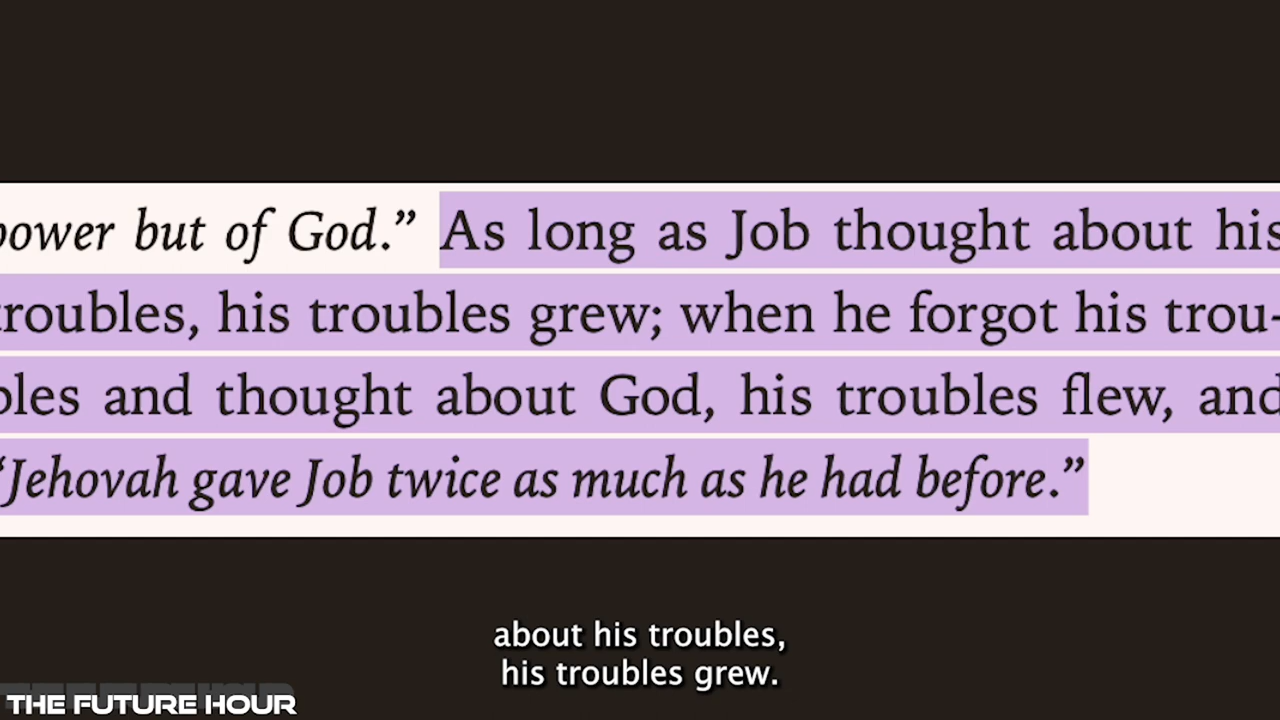 power but of God.” As long as Job thought about his
troubles, his troubles grew; when he forgot his trou-
bles and thought about God, his troubles flew, and
“Jehovah gave Job twice as much as he had before.”
about his troubles,
his troubles grew.
THE FUTURE HOUR